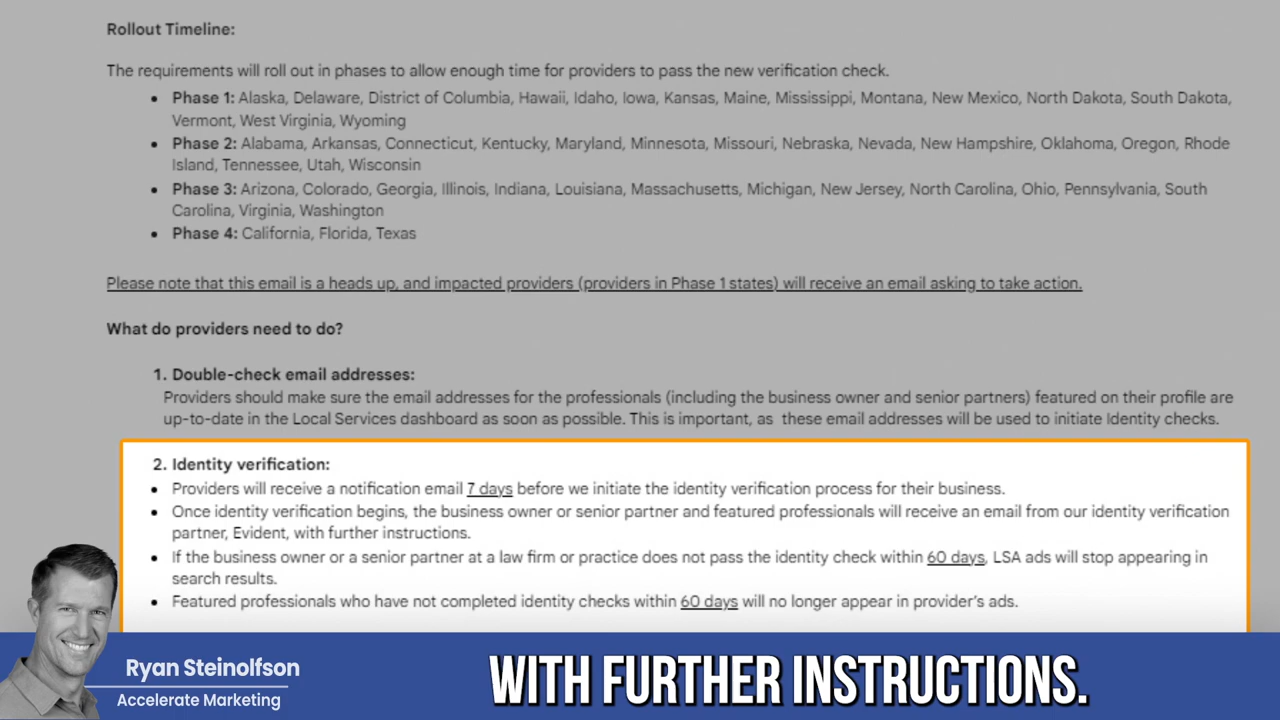 Rollout Timeline:
The requirements will roll out in phases to allow enough time for providers to pass the new verification check.
• Phase 1: Alaska, Delaware, District of Columbia, Hawaii, Idaho, Iowa, Kansas, Maine, Mississippi, Montana, New Mexico, North Dakota, South Dakota,
Vermont, West Virginia, Wyoming
• Phase 2: Alabama, Arkansas, Connecticut, Kentucky, Maryland, Minnesota, Missouri, Nebraska, Nevada, New Hampshire, Oklahoma, Oregon, Rhode
Island, Tennessee, Utah, Wisconsin
• Phase 3: Arizona, Colorado, Georgia, Illinois, Indiana, Louisiana, Massachusetts, Michigan, New Jersey, North Carolina, Ohio, Pennsylvania, South
Carolina, Virginia, Washington
• Phase 4: California, Florida, Texas
Please note that this email is a heads up, and impacted providers (providers in Phase 1 states) will receive an email asking to take action.
What do providers need to do?
1. Double-check email addresses:
Providers should make sure the email addresses for the professionals (including the business owner and senior partners) featured on their profile are
up-to-date in the Local Services dashboard as soon as possible. This is important, as these email addresses will be used to initiate Identity checks.
2. Identity verification:
• Providers will receive a notification email 7 days before we initiate the identity verification process for their business.
• Once identity verification begins, the business owner or senior partner and featured professionals will receive an email from our identity verification
partner, Evident, with further instructions.
• If the business owner or a senior partner at a law firm or practice does not pass the identity check within 60 days, LSA ads will stop appearing in
search results.
• Featured professionals who have not completed identity checks within 60 days will no longer appear in provider's ads.
Ryan Steinolfson
Accelerate Marketing
WITH FURTHER INSTRUCTIONS.